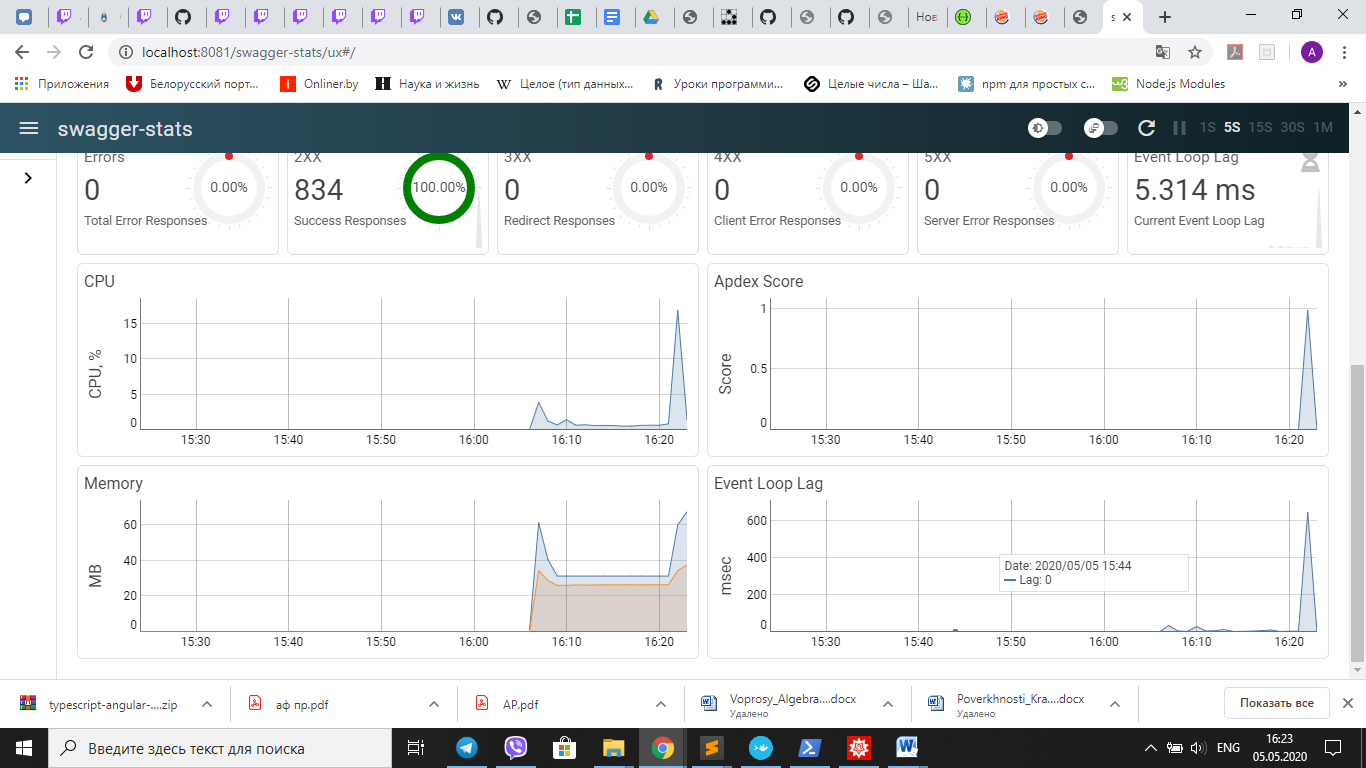 s
Нов
localhost:8081/swagger-stats/ux#/
A
Приложения
Белорусский порт...
Onliner.by
Наука и жизнь
Целое (тип данных...
Уроки программи...
Целые числа – Ша...
npm для простых с...
Node.js Modules
»
swagger-stats
1S 5S 15S 30S 1M
Errors
0
Total Error Responses
0.00%
2XX
834
Success Responses
100.00%
3XX
0
Redirect Responses
0.00%
4XX
0
Client Error Responses
0.00%
5XX
0
Server Error Responses
0.00%
Event Loop Lag
5.314 ms
Current Event Loop Lag
CPU
CPU, %
15
10
5
0
15:30 15:40 15:50 16:00 16:10 16:20
Apdex Score
Score
1
0.5
0
15:30 15:40 15:50 16:00 16:10 16:20
Memory
MB
60
40
20
0
15:30 15:40 15:50 16:00 16:10 16:20
Event Loop Lag
msec
600
400
200
0
Date: 2020/05/05 15:44
Lag: 0
15:30 15:40 15:50 16:00 16:10 16:20
typescript-angular-....zip
аф пр.pdf
AP.pdf
Voprosy_Algebra....docx
Удалено
Poverkhnosti_Kra....docx
Удалено
Показать все
Введите здесь текст для поиска
ENG
16:23
05.05.2020